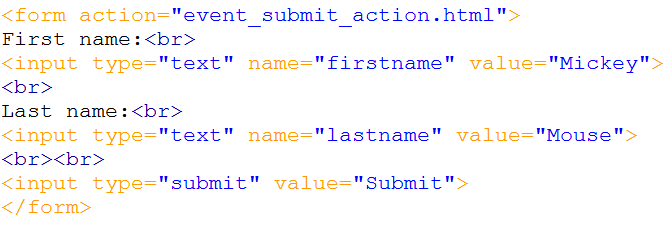 <form action="event_submit_action.html">
First name:<br>
<input type="text" name="firstname" value="Mickey">
<br>
Last name:<br>
<input type="text" name="lastname" value="Mouse">
<br><br>
<input type="submit" value="Submit">
</form>